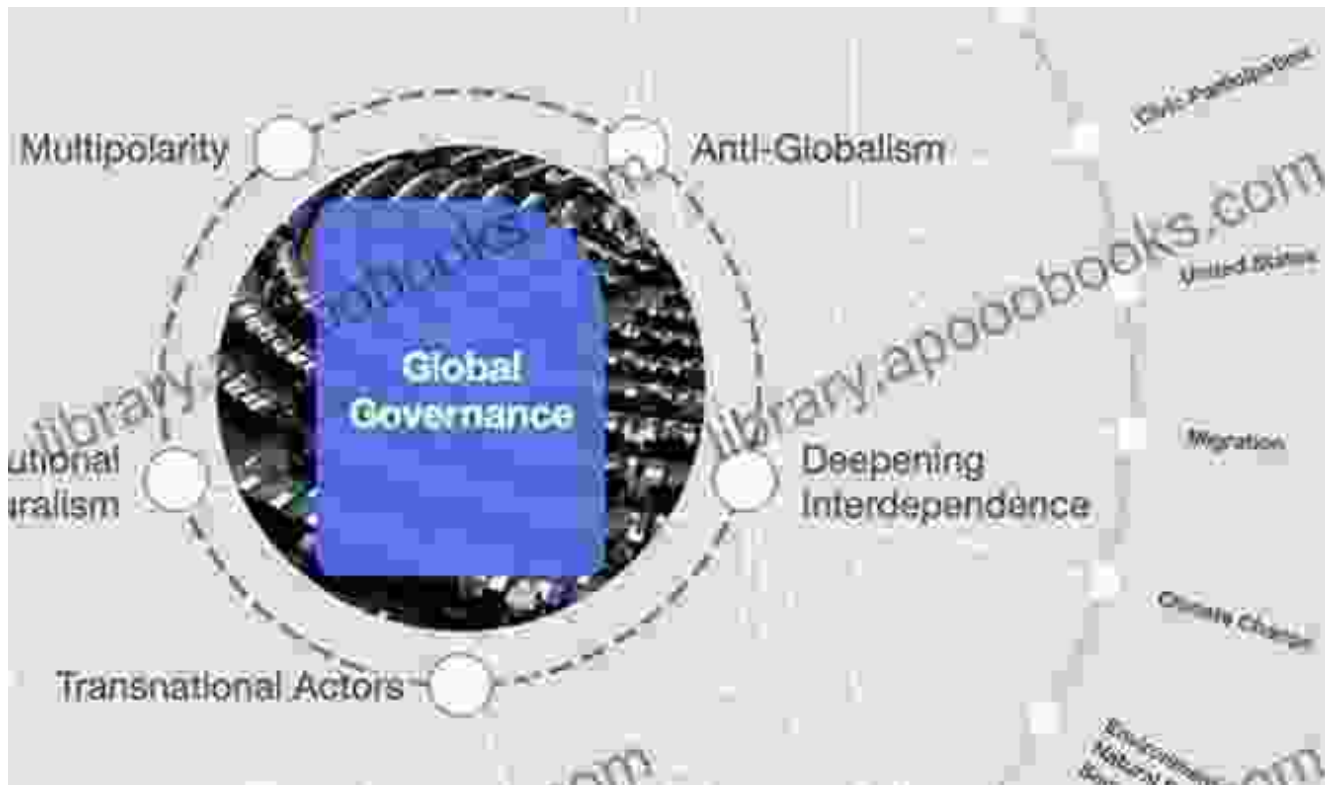 Civic Participation
Multipolarity
Anti-Globalism
library.apooobooks.com
United States
Global
Governance
Migration
Deepening
Interdependence
Climate Change
Transnational Actors